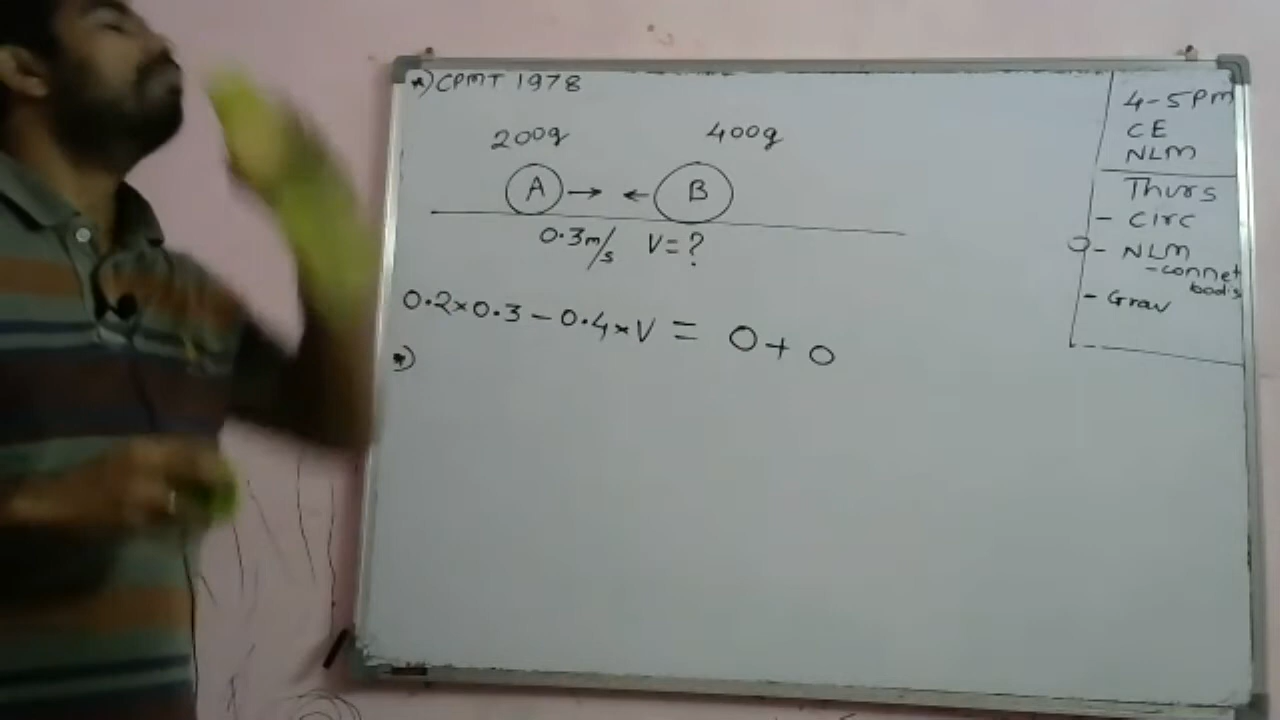 *) CPMT 1978
200g 400g
A → ← B
0.3m/s V=?
0.2×0.3 – 0.4×V = 0+0
*)
4-5pm
CE
NLM
Thurs
- Circ
- NLM
- connet
bodis
- Grav